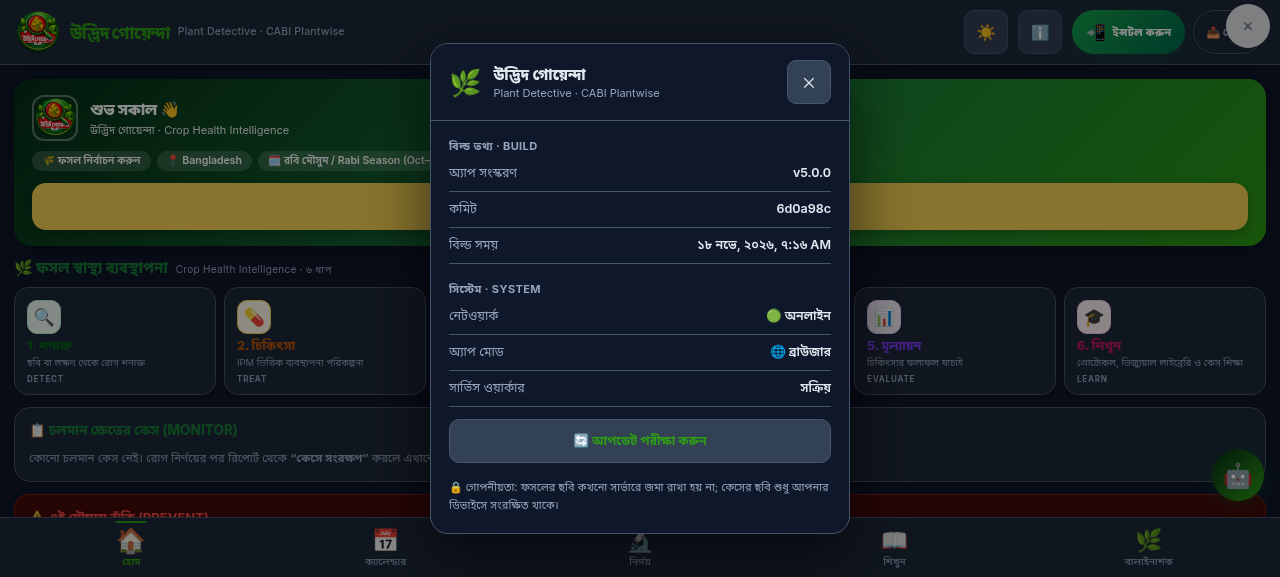 উদ্ভিদ গোয়েন্দা Plant Detective · CABI Plantwise
ইন্সটল করুন
শুভ সকাল 👋
উদ্ভিদ গোয়েন্দা · Crop Health Intelligence
🌾 ফসল নির্বাচন করুন 📍 Bangladesh 🗓️ রবি মৌসুম / Rabi Season (Oct–
🌿 ফসল স্বাস্থ্য ব্যবস্থাপনা Crop Health Intelligence · ৬ ধাপ
1. শনাক্ত
ছবি বা লক্ষণ থেকে রোগ শনাক্ত
DETECT
2. চিকিৎসা
IPM ভিত্তিক ব্যবস্থাপনা পরিকল্পনা
TREAT
উদ্ভিদ গোয়েন্দা
Plant Detective · CABI Plantwise
বিল্ড তথ্য · BUILD
অ্যাপ সংস্করণ v5.0.0
কমিট 6d0a98c
বিল্ড সময় ১৮ নভে, ২০২৬, ৭:১৬ AM
সিস্টেম · SYSTEM
নেটওয়ার্ক 🟢 অনলাইন
অ্যাপ মোড 🌐 ব্রাউজার
সার্ভিস ওয়ার্কার সক্রিয়
🔄 আপডেট পরীক্ষা করুন
🔒 গোপনীয়তা: ফসলের ছবি কখনো সার্ভারে জমা রাখা হয় না; কেসের ছবি শুধু আপনার
ডিভাইসে সংরক্ষিত থাকে।
5. মূল্যায়ন
চিকিৎসার ফলাফল যাচাই
EVALUATE
6. শিখুন
প্রোটোকল, ভিজ্যুয়াল লাইব্রেরি ও কেস শিক্ষা
LEARN
📋 চলমান ক্ষেতের কেস (MONITOR)
কোনো চলমান কেস নেই। রোগ নির্ণয়ের পর রিপোর্ট থেকে “কেসে সংরক্ষণ” করলে এখানে
⚠️ এই মৌসুমে ঝুঁকি (PREVENT)
হোম
ক্যালেন্ডার
নির্ণয়
শিখুন
বালাইনাশক